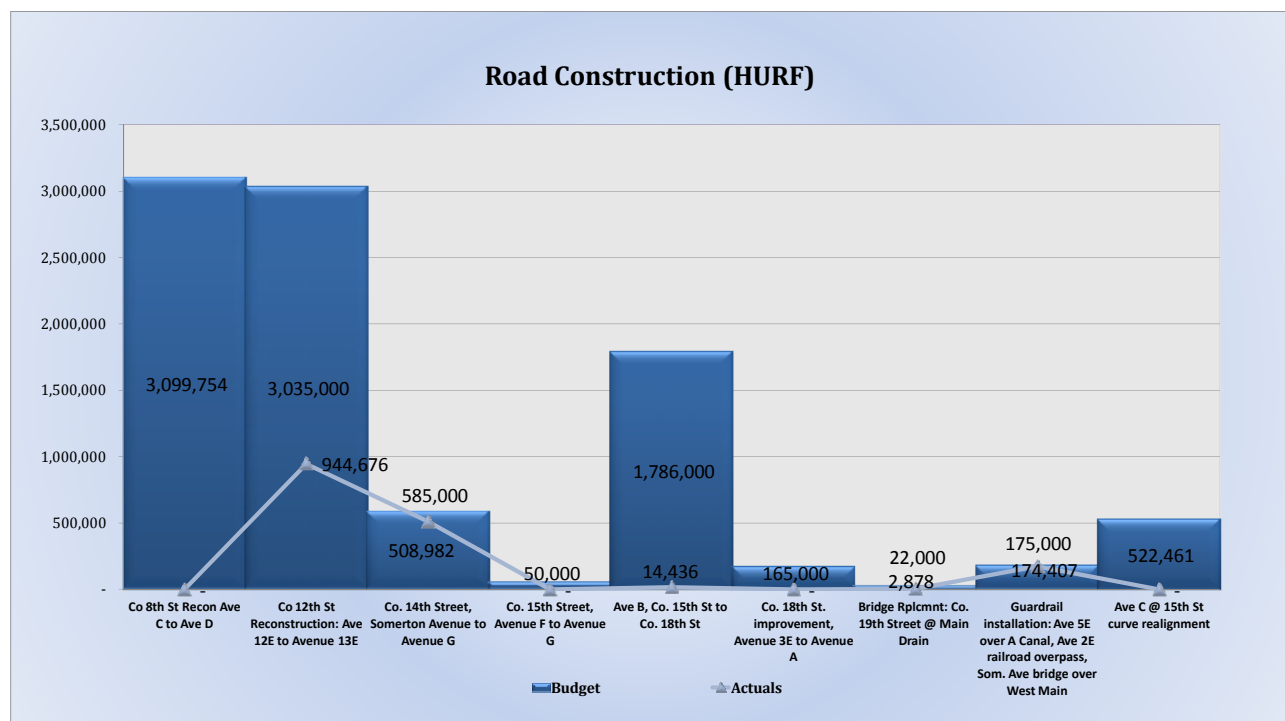 Road Construction (HURF)
3,500,000
3,000,000
2,500,000
2,000,000
1,500,000
1,000,000
500,000
-
3,099,754
3,035,000
585,000
50,000
1,786,000
165,000
22,000
175,000
522,461
-
944,676
508,982
-
14,436
-
2,878
174,407
-
Co 8th St Recon Ave
C to Ave D
Co 12th St
Reconstruction: Ave
12E to Avenue 13E
Co. 14th Street,
Somerton Avenue to
Avenue G
Co. 15th Street,
Avenue F to Avenue
G
Ave B, Co. 15th St to
Co. 18th St
Co. 18th St.
improvement,
Avenue 3E to Avenue
A
Bridge Rplcmnt: Co.
19th Street @ Main
Drain
Guardrail
installation: Ave 5E
over A Canal, Ave 2E
railroad overpass,
Som. Ave bridge over
West Main
Ave C @ 15th St
curve realignment
Budget
Actuals